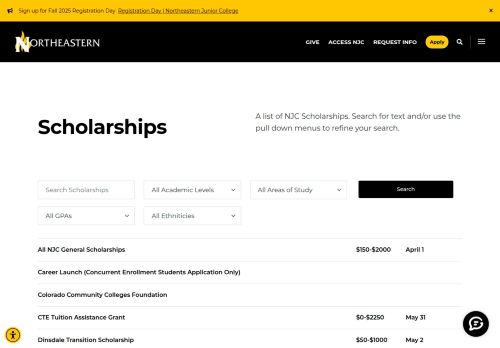 Sign up for Fall 2025 Registration Day Registration Day | Northeastern Junior College ×
NORTHEASTERN GIVE ACCESS NJC REQUEST INFO Apply
Scholarships
A list of NJC Scholarships. Search for text and/or use the
pull down menus to refine your search.
Search Scholarships All Academic Levels All Areas of Study Search
All GPAs All Ethniticies
All NJC General Scholarships $150-$2000 April 1
Career Launch (Concurrent Enrollment Students Application Only)
Colorado Community Colleges Foundation
CTE Tuition Assistance Grant $0-$2250 May 31
Dinsdale Transition Scholarship $50-$1000 May 2